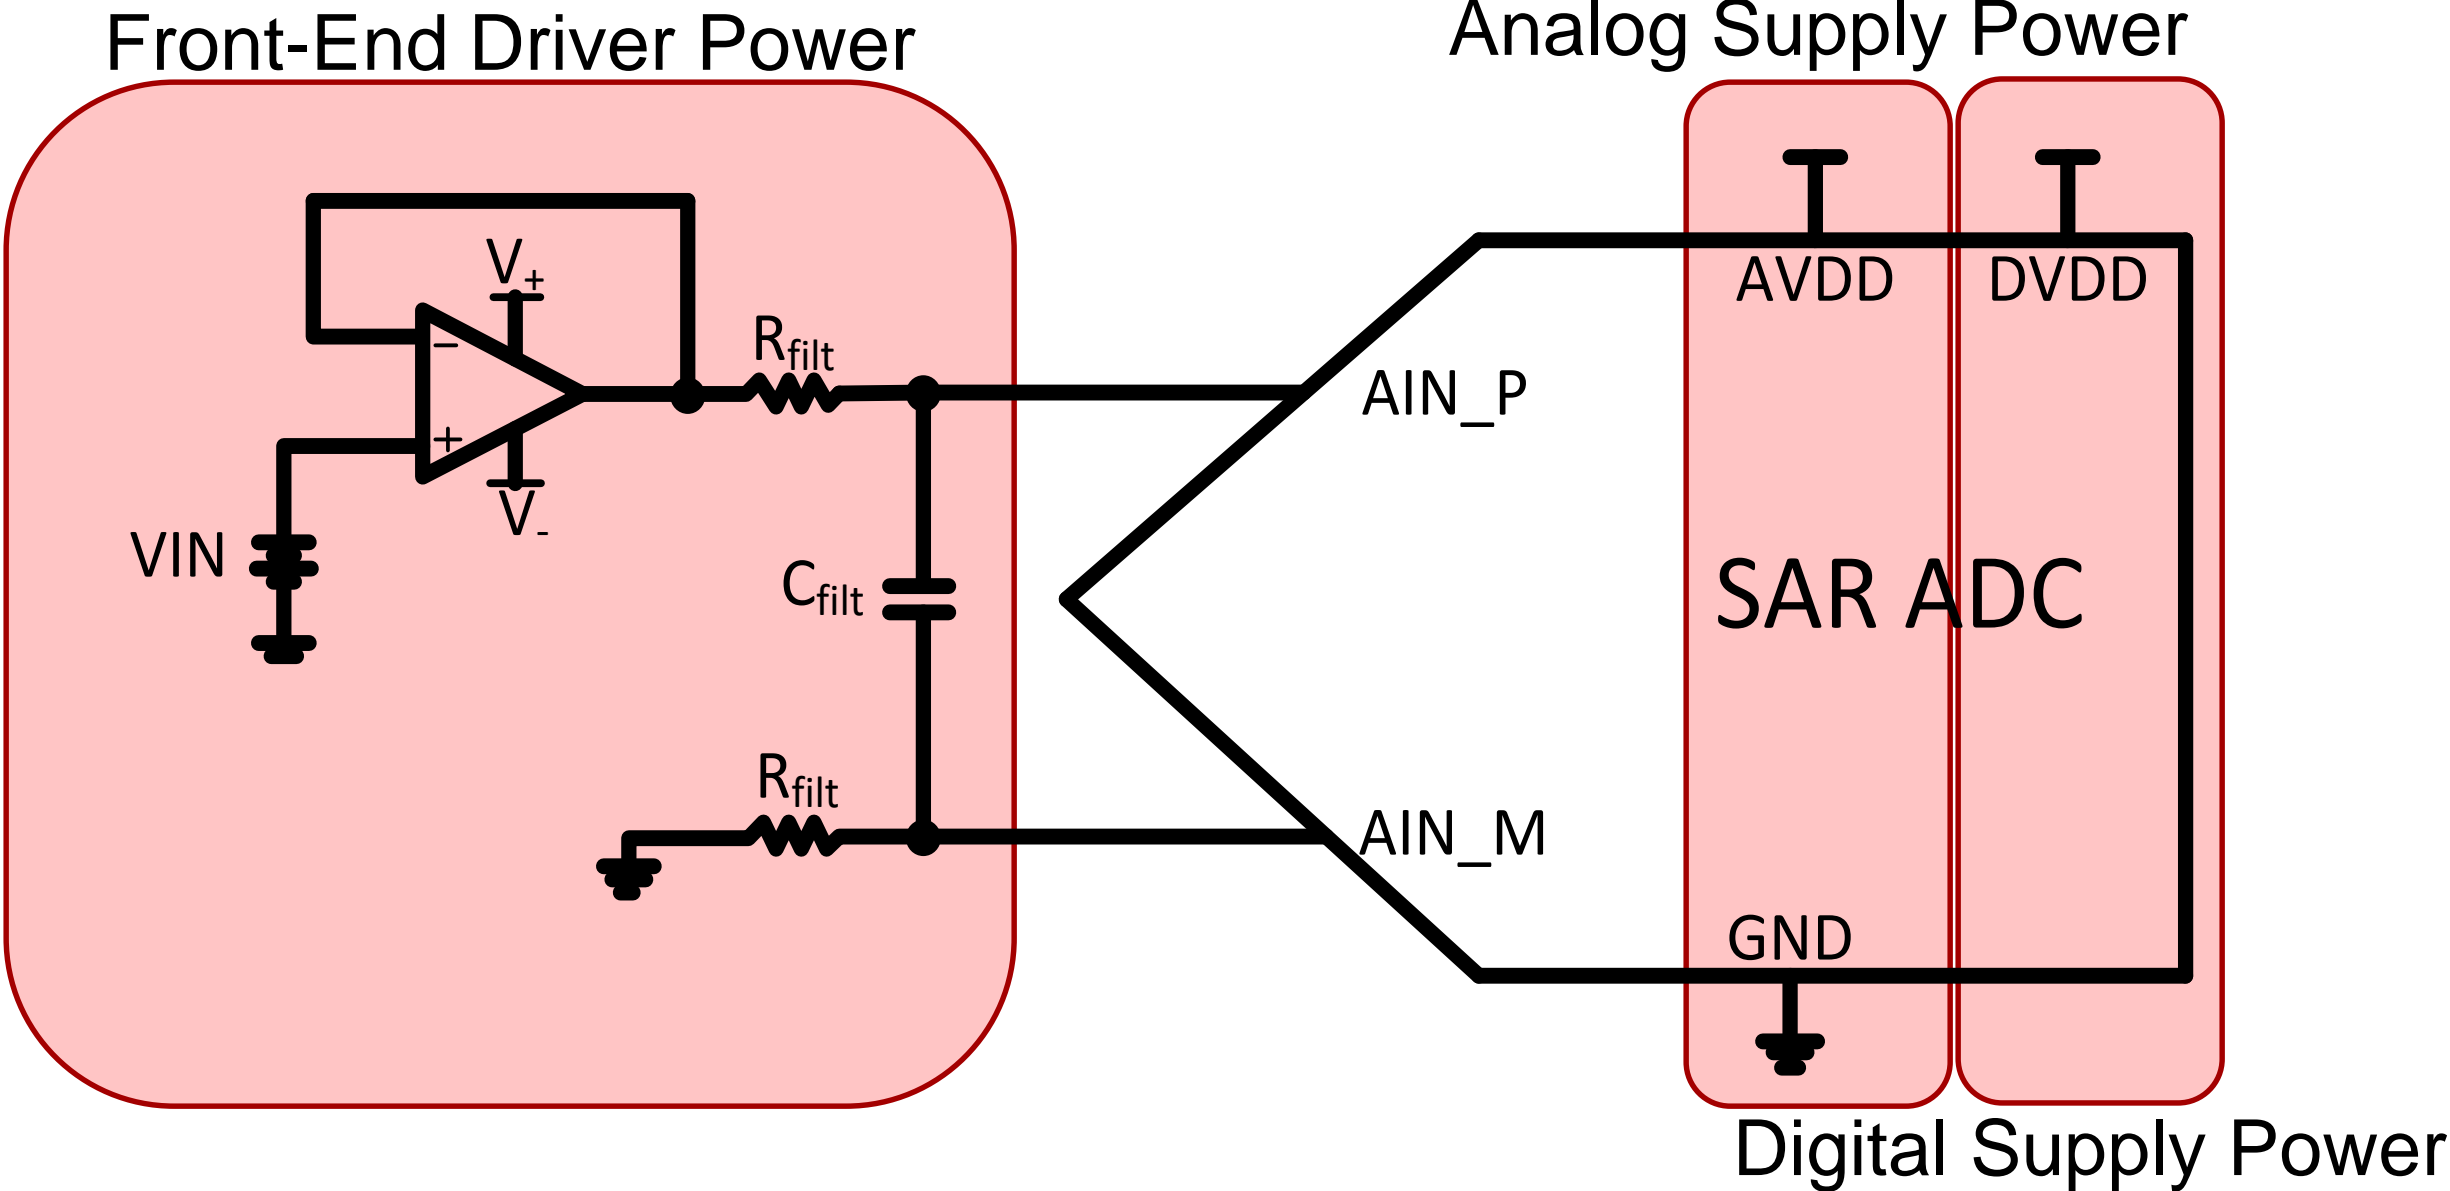 Front-End Driver Power
Analog Supply Power
V+
AVDD
DVDD
−
Rfilt
AIN_P
+
V-
VIN
Cfilt
SAR ADC
Rfilt
AIN_M
GND
Digital Supply Power